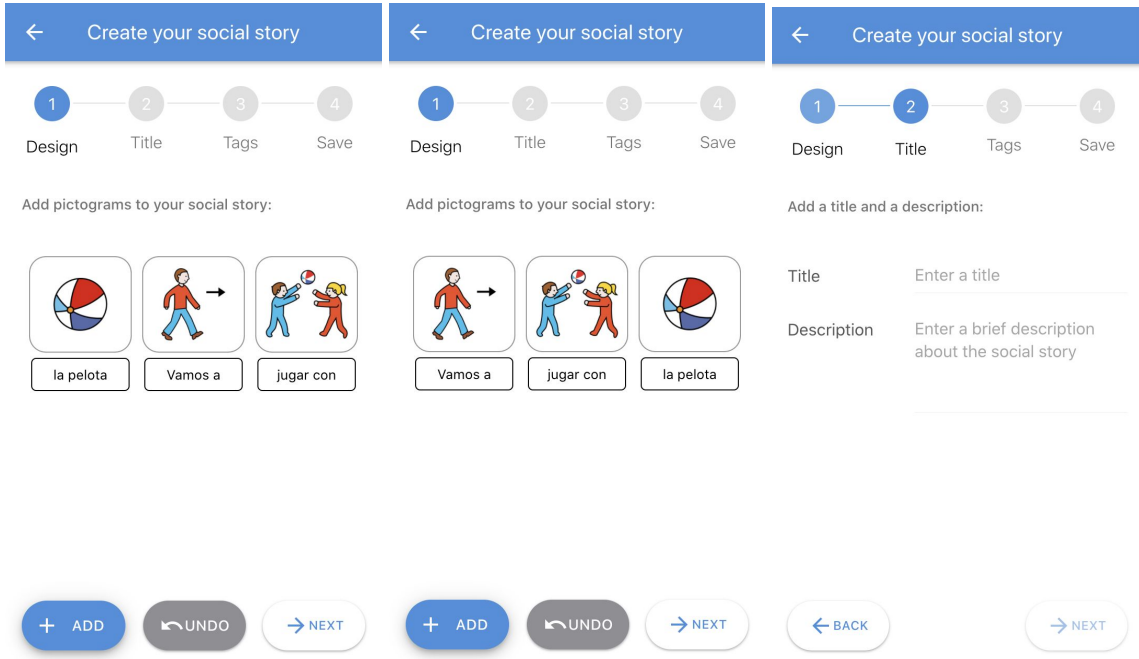 Create your social story
1 2 3 4
Design Title Tags Save
Add pictograms to your social story:
la pelota Vamos a jugar con
+ ADD UNDO NEXT
Create your social story
1 2 3 4
Design Title Tags Save
Add pictograms to your social story:
Vamos a jugar con la pelota
+ ADD UNDO NEXT
Create your social story
1 2 3 4
Design Title Tags Save
Add a title and a description:
Title Enter a title
Description Enter a brief description
about the social story
BACK NEXT